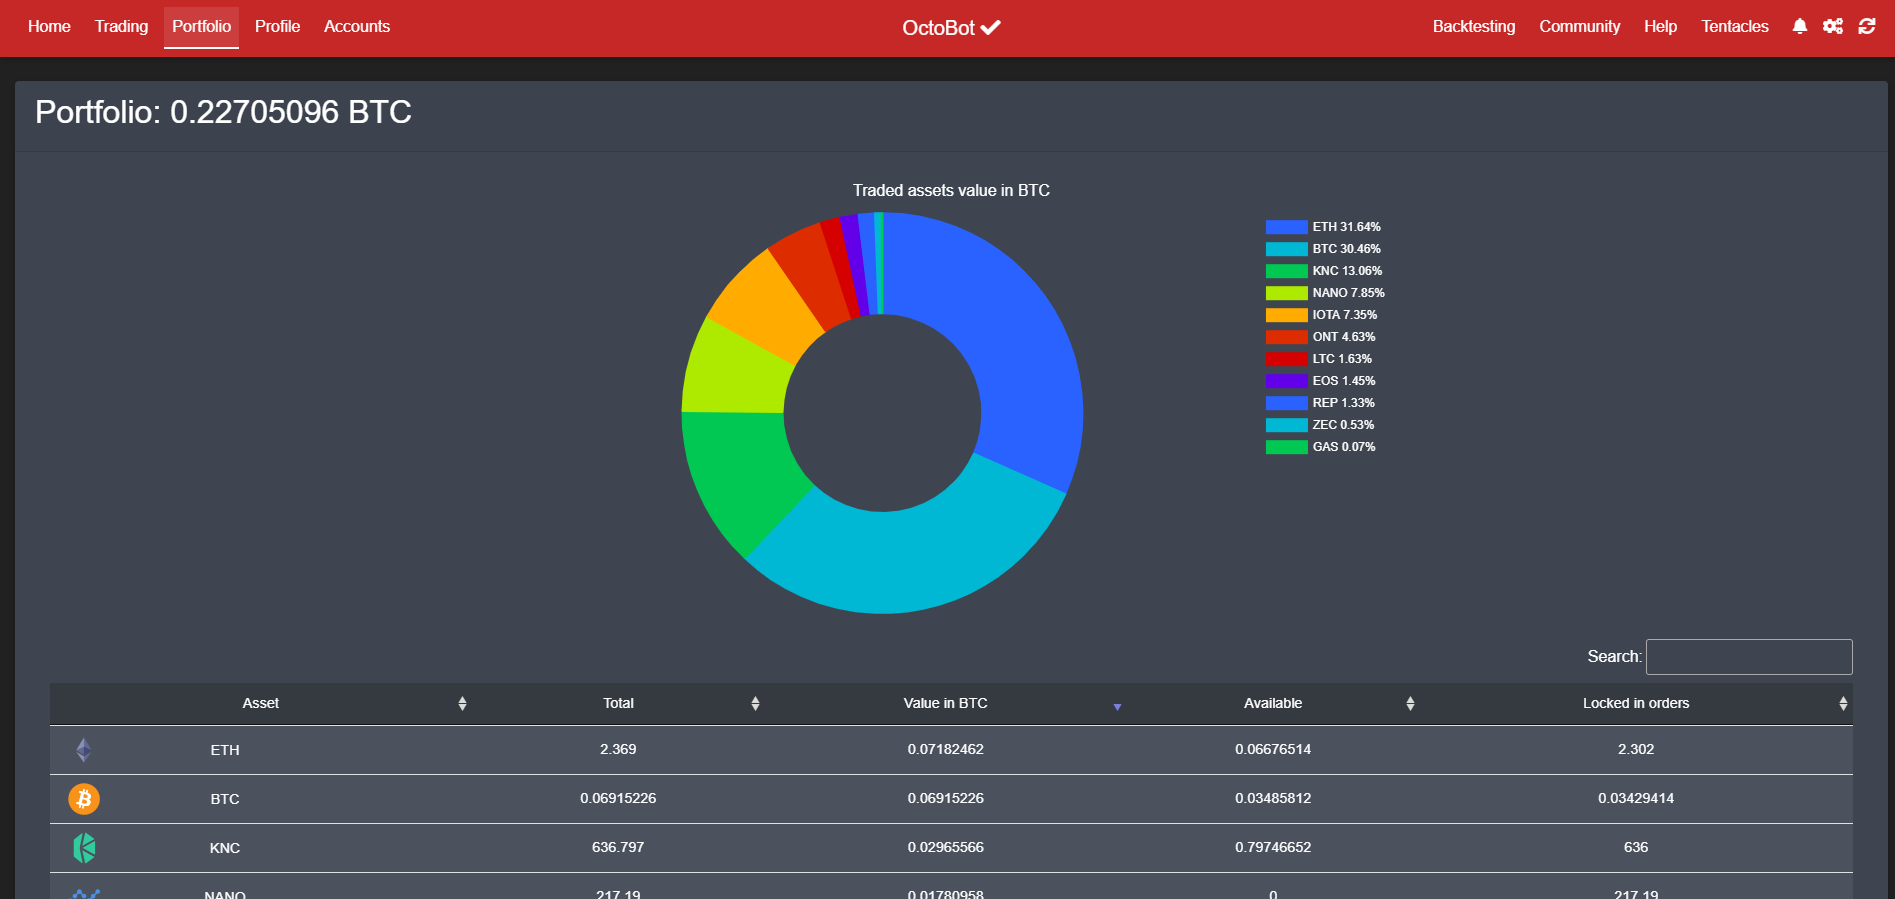 Home Trading Portfolio Profile Accounts OctoBot Backtesting Community Help Tentacles
Portfolio: 0.22705096 BTC
Traded assets value in BTC
ETH 31.64%
BTC 30.46%
KNC 13.06%
NANO 7.85%
IOTA 7.35%
ONT 4.63%
LTC 1.63%
EOS 1.45%
REP 1.33%
ZEC 0.53%
GAS 0.07%
Search:
Asset Total Value in BTC Available Locked in orders
ETH 2.369 0.07182462 0.06676514 2.302
BTC 0.06915226 0.06915226 0.03485812 0.03429414
KNC 636.797 0.02965566 0.79746652 636
NANO 217.19 0.01780958 0 217.19